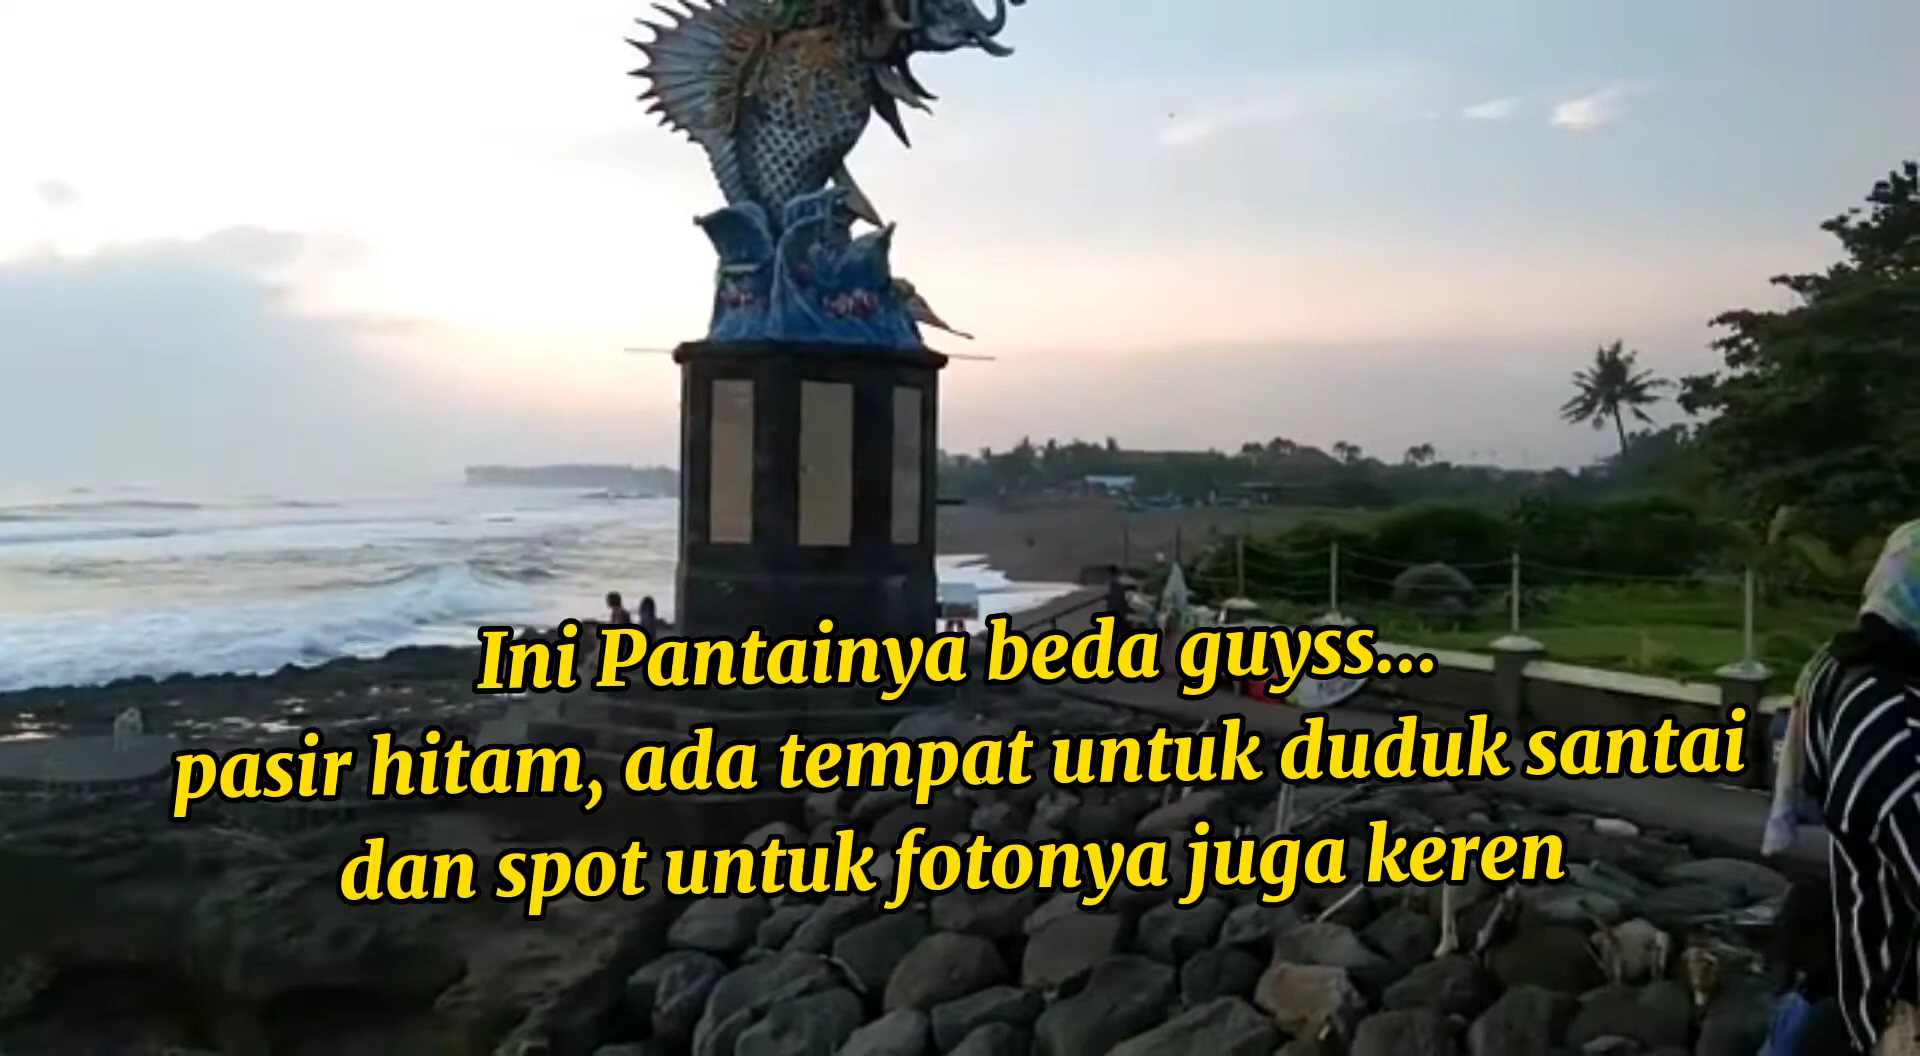 Ini Pantainya beda guyss...
pasir hitam, ada tempat untuk duduk santai
dan spot untuk fotonya juga keren